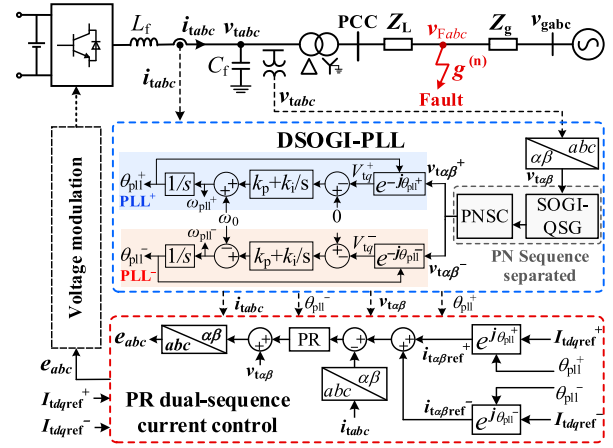 L_f
i_tabc
v_tabc
PCC
Z_L
v_Fabc
Z_g
v_gabc
i_tabc
C_f
Δ
Y
g^(n)
v_tabc
Fault
DSOGI-PLL
abc
αβ
v_tαβ
θ_pll^+
1/s
+
+
k_p+k_i/s
V_tq^+
+
e^-jθ_pll^+
v_tαβ^+
PLL^+
ω_pll^+
ω_0
0
PNSC
SOGI-QSG
θ_pll^-
ω_pll^-
1/s
k_p+k_i/s
V_tq^-
e^-jθ_pll^-
v_tαβ^-
PLL^-
PN Sequence
separated
Voltage modulation
i_tabc
θ_pll^-
v_tαβ
θ_pll^+
e_abc
αβ
abc
PR
i_tαβref^+
e^jθ_pll^+
I_tdqref^+
v_tαβ
θ_pll^+
e_abc
αβ
abc
θ_pll^-
I_tdqref^+
PR dual-sequence
current control
i_tαβref^-
e^jθ_pll^-
I_tdqref^-
I_tdqref^-
i_tabc